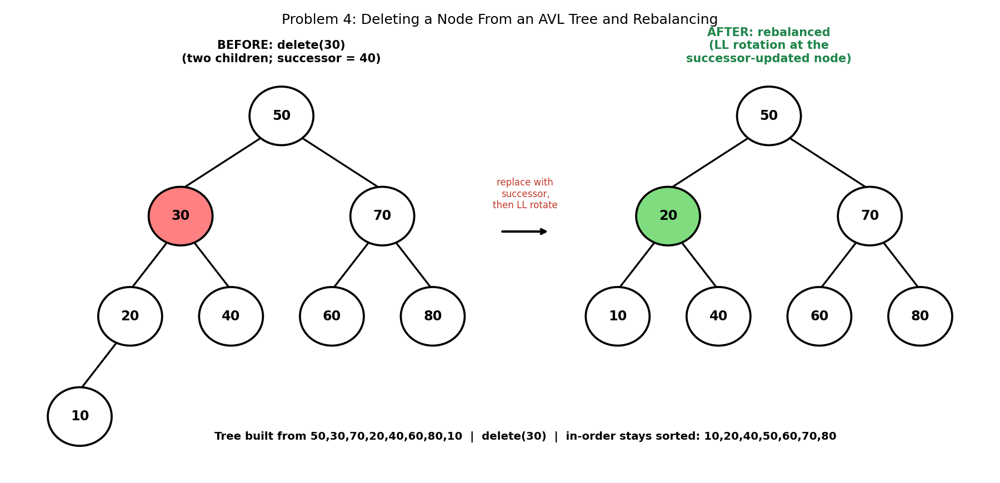 Problem 4: Deleting a Node From an AVL Tree and Rebalancing
BEFORE: delete(30)
(two children; successor = 40)
50
30
70
20
40
60
80
10
replace with
successor,
then LL rotate
AFTER: rebalanced
(LL rotation at the
successor-updated node)
50
20
70
10
40
60
80
Tree built from 50,30,70,20,40,60,80,10 | delete(30) | in-order stays sorted: 10,20,40,50,60,70,80